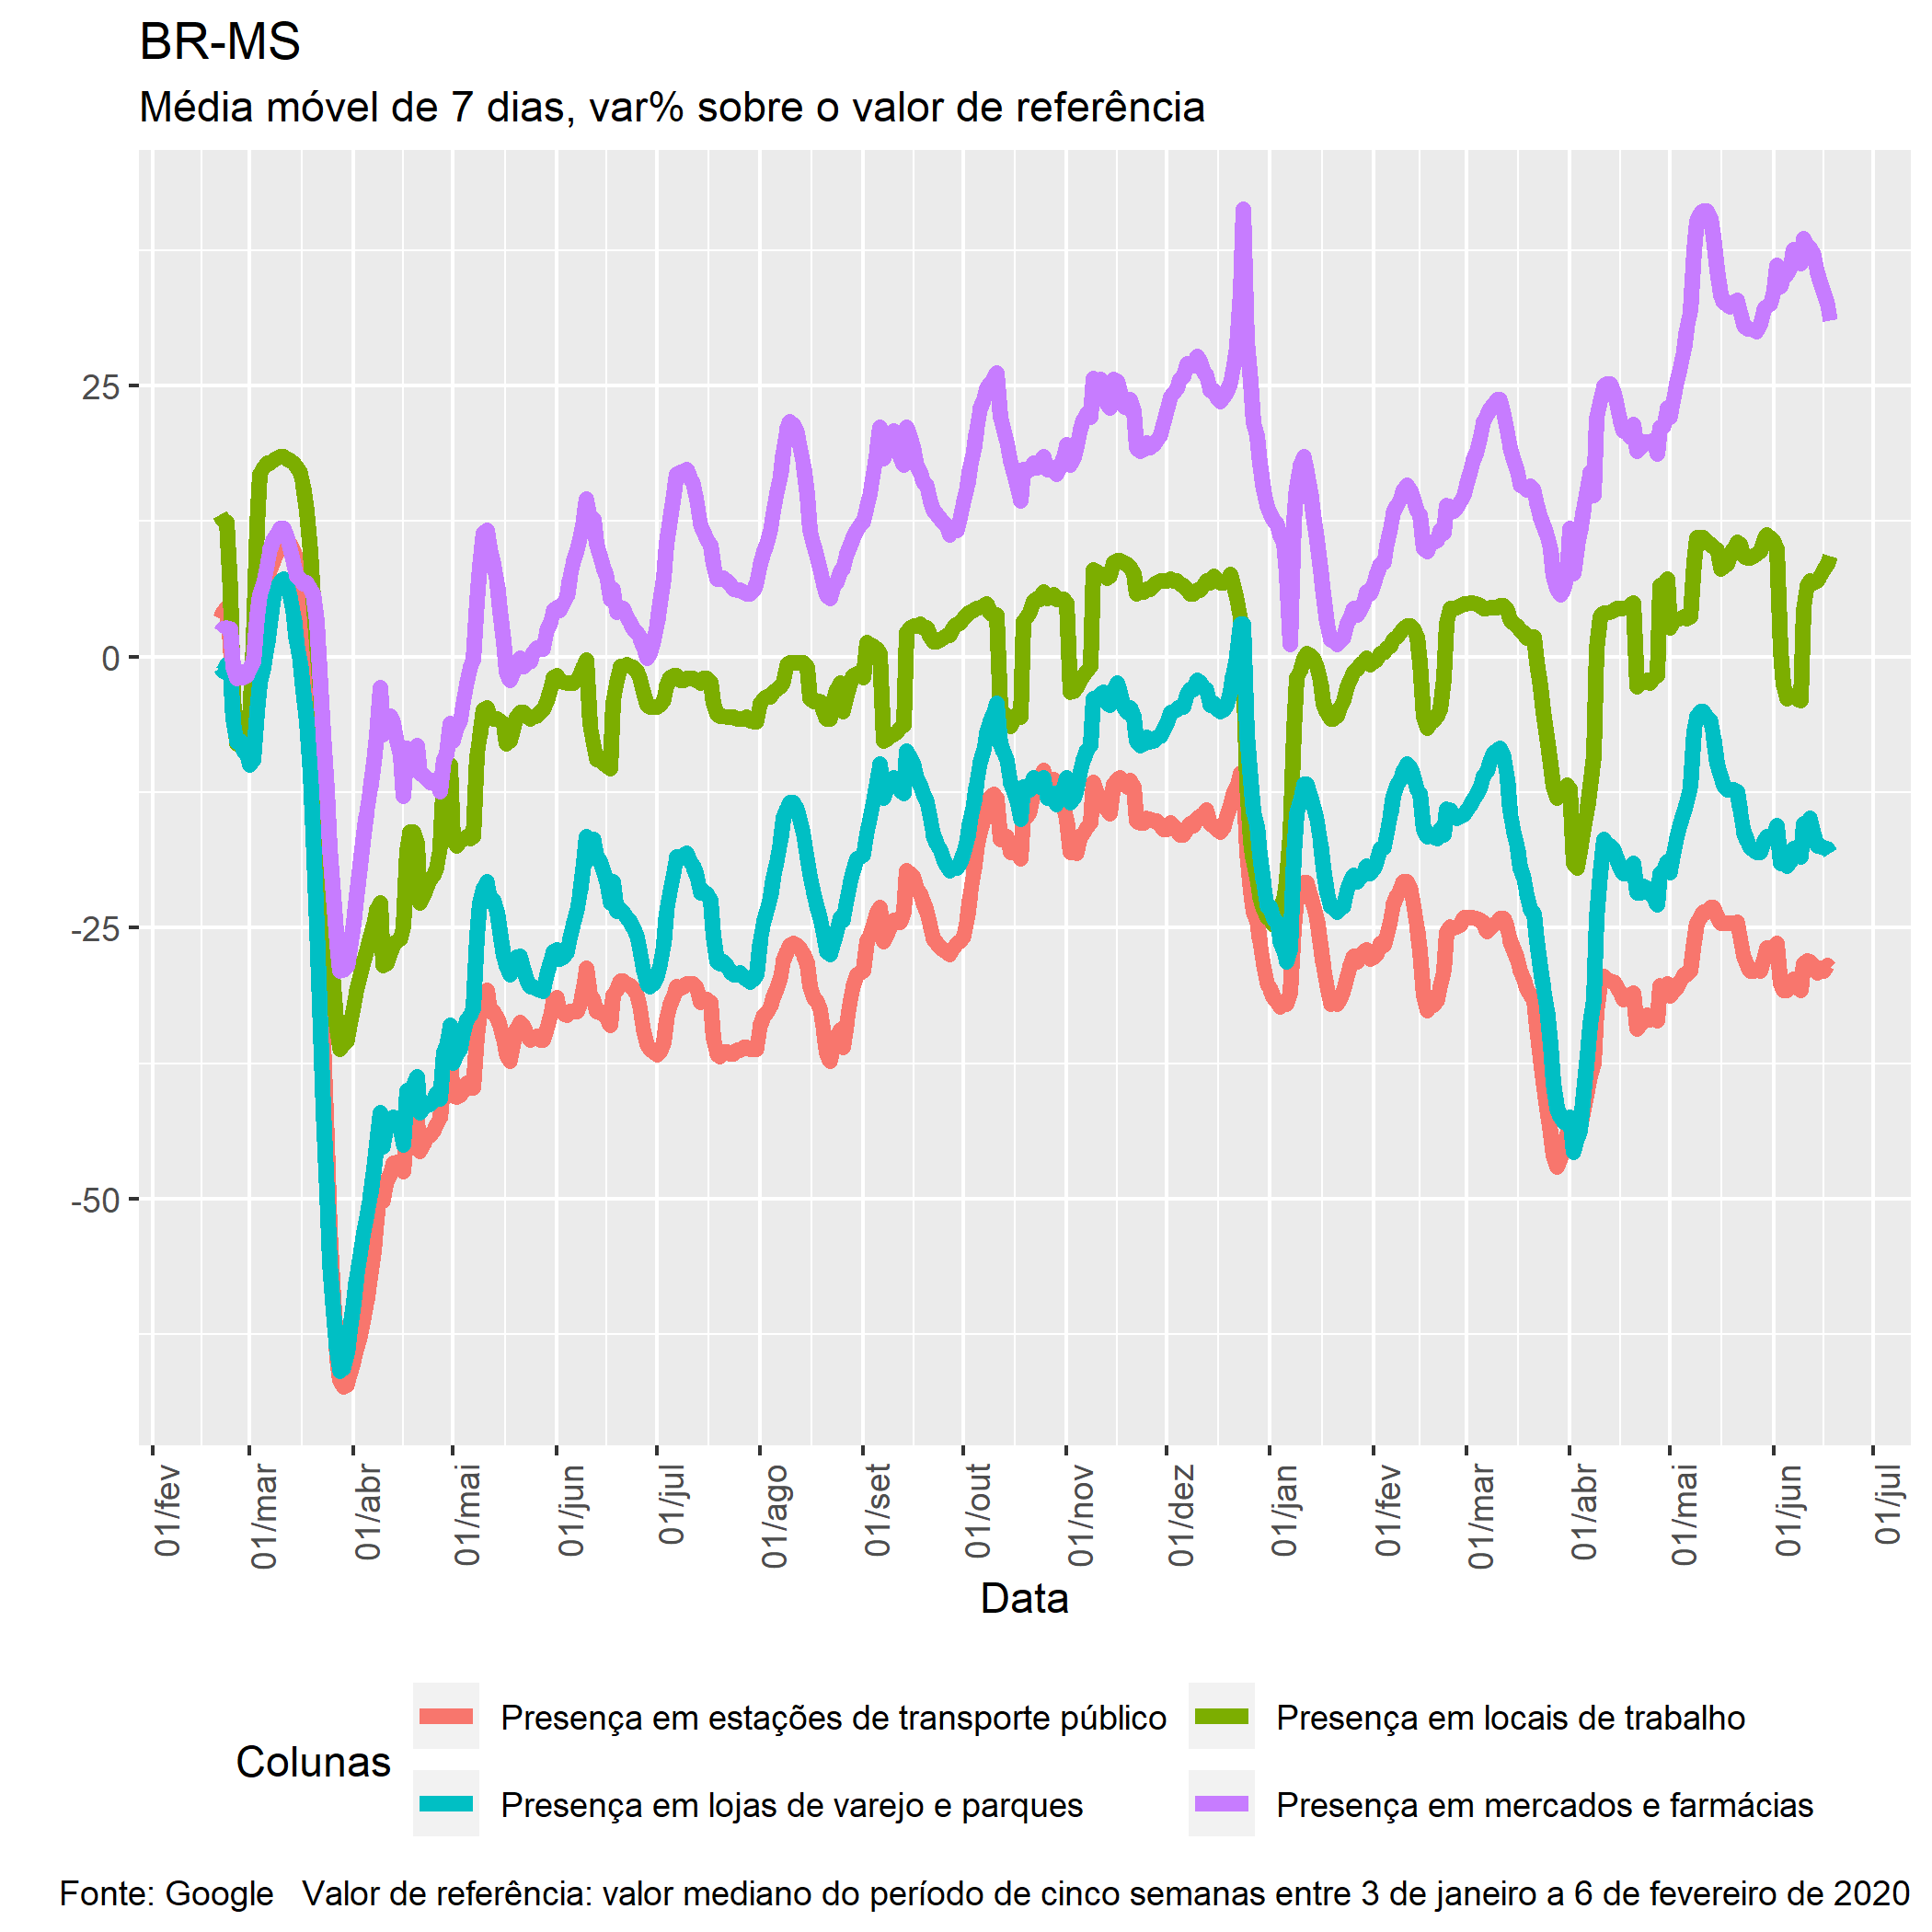 BR-MS
Média móvel de 7 dias, var% sobre o valor de referência
25
0
-25
-50
01/fev
01/mar
01/abr
01/mai
01/jun
01/jul
01/ago
01/set
01/out
01/nov
01/dez
01/jan
01/fev
01/mar
01/abr
01/mai
01/jun
01/jul
Data
Colunas
Presença em estações de transporte público
Presença em locais de trabalho
Presença em lojas de varejo e parques
Presença em mercados e farmácias
Fonte: Google   Valor de referência: valor mediano do período de cinco semanas entre 3 de janeiro a 6 de fevereiro de 2020